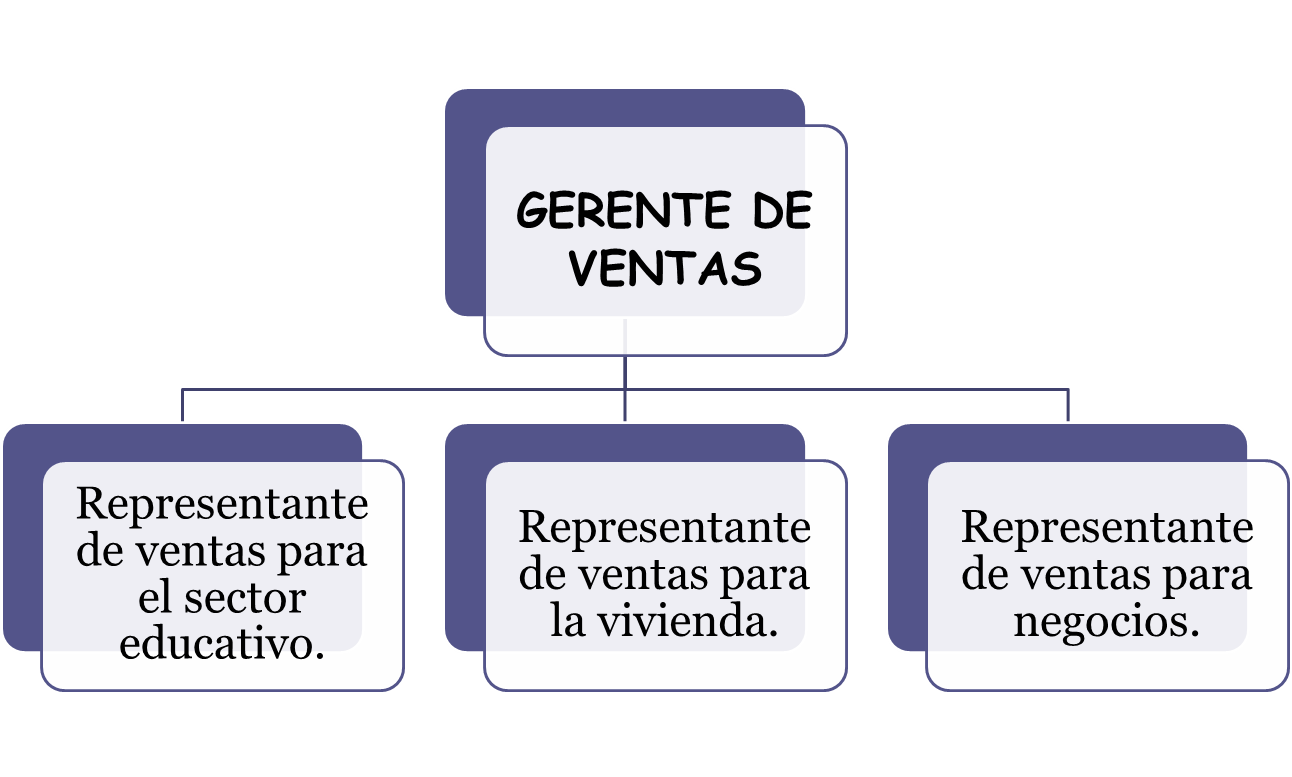 GERENTE DE
VENTAS
Representante
de ventas para
el sector
educativo.
Representante
de ventas para
la vivienda.
Representante
de ventas para
negocios.